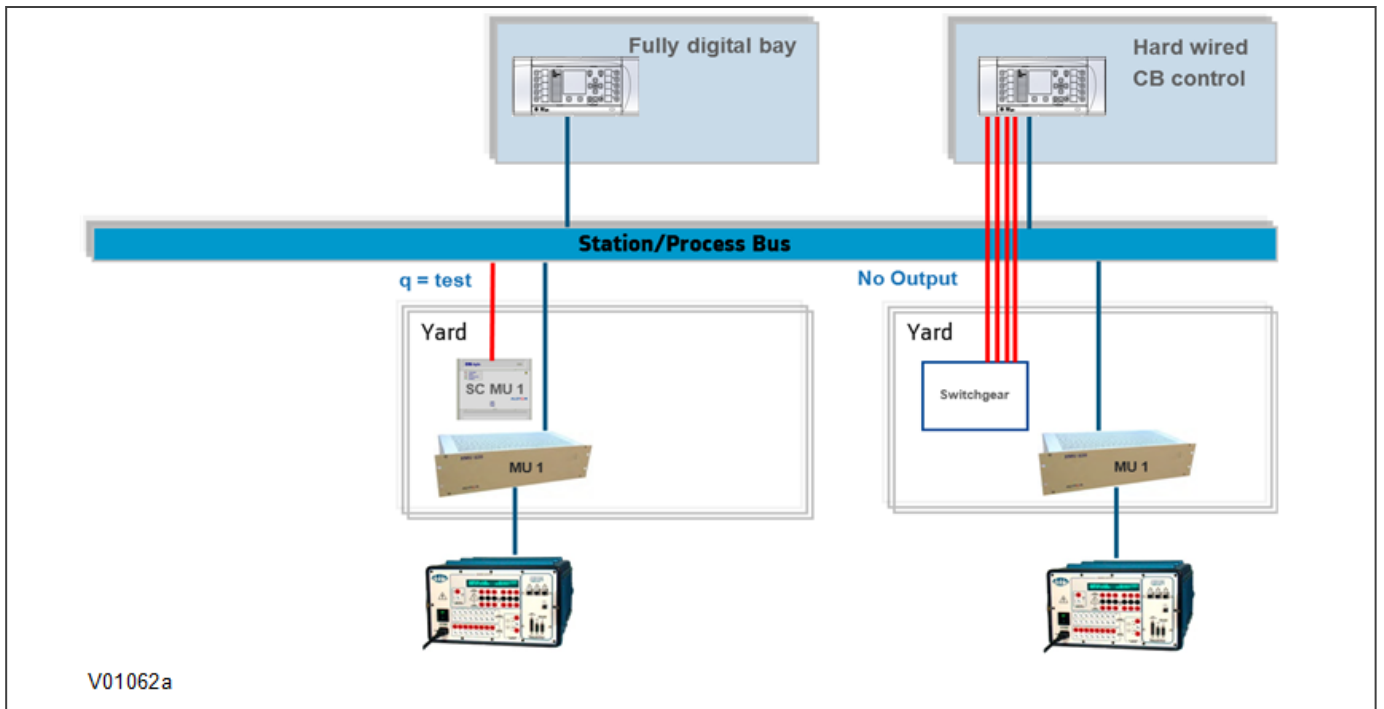 Fully digital bay
Hard wired
CB control
Station/Process Bus
q = test
No Output
Yard
SC MU 1
MU 1
Yard
Switchgear
MU 1
V01062a